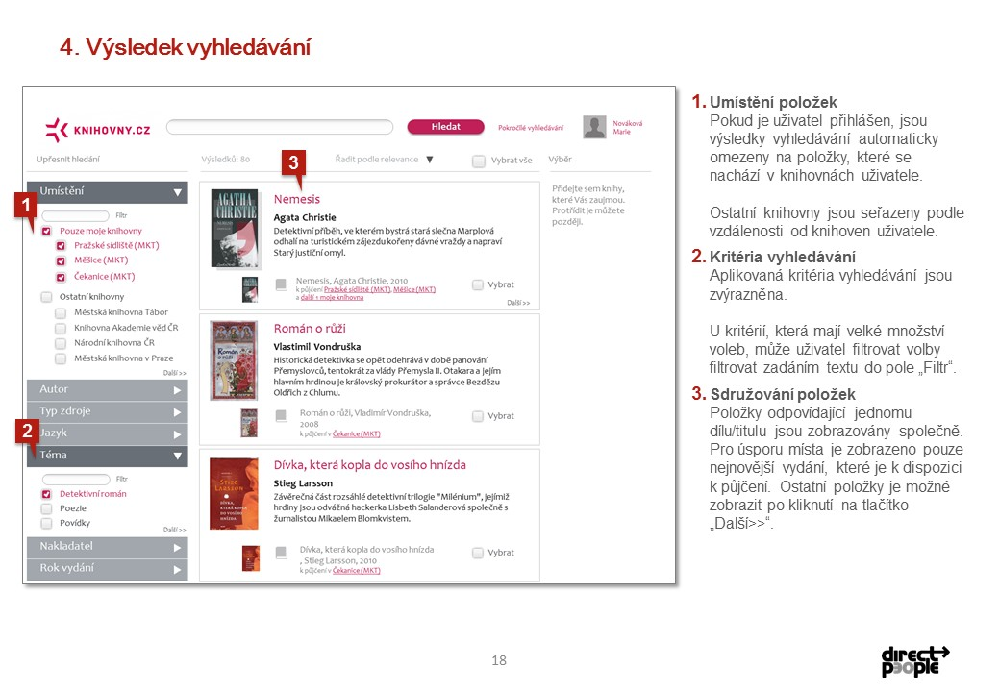 4. Výsledek vyhledávání
KNIHOVNY.CZ
Hledat
Pokročilé vyhledávání
Nováková
Marie
Upřesnit hledání
Výsledků: 80
Řadit podle relevance
Vybrat vše
Výběr
3
Umístění
1
Filtr
Pouze moje knihovny
Pražské sídliště (MKT)
Měšice (MKT)
Čekanice (MKT)
Ostatní knihovny
Městská knihovna Tábor
Knihovna Akademie věd ČR
Národní knihovna ČR
Městská knihovna v Praze
Další >>
Autor
Typ zdroje
2
Jazyk
Téma
Filtr
Detektivní román
Poezie
Povídky
Další >>
Nakladatel
Rok vydání
AGATHA
CHRISTIE
Nemesis
Agata Christie
Detektivní příběh, ve kterém bystrá stará slečna Marplová
odhalí na turistickém zájezdu kořeny dávné vraždy a napraví
Starý justiční omyl.
Nemesis, Agata Christie, 2010
k půjčení Pražské sídliště (MKT), Měšice (MKT)
a další 1 moje knihovna
Vybrat
Další >>
Román
o růži
Román o růži
Vlastimil Vondruška
Historická detektivka se opět odehrává v době panování
Přemyslovců, tentokrát za vlády Přemysla II. Otakara a jejím
hlavním hrdinou je královský prokurátor a správce Bezdězu
Oldřich z Chlumu.
Román o růži, Vladimír Vondruška,
2008
k půjčení v Čekanice (MKT)
Vybrat
STIEG
LARSSON
DÍVKA,
KTERÁ KOPLA
DO VOSÍHO
HNÍZDA
Dívka, která kopla do vosího hnízda
Stieg Larsson
Závěrečná část rozsáhlé detektivní trilogie "Milénium", jejímiž
hrdiny jsou odvážná hackerka Lisbeth Salanderová společně s
žurnalistou Mikaelem Blomkvistem.
Dívka, která kopla do vosího hnízda
, Stieg Larsson, 2010
k půjčení v Čekanice (MKT)
Vybrat
Přidejte sem knihy,
které Vás zaujmou.
Protřídit je můžete
později.
1. Umístění položek
Pokud je uživatel přihlášen, jsou
výsledky vyhledávání automaticky
omezeny na položky, které se
nachází v knihovnách uživatele.
Ostatní knihovny jsou seřazeny podle
vzdálenosti od knihoven uživatele.
2. Kritéria vyhledávání
Aplikovaná kritéria vyhledávání jsou
zvýrazněna.
U kritérií, která mají velké množství
voleb, může uživatel filtrovat volby
filtrovat zadáním textu do pole „Filtr“.
3. Sdružování položek
Položky odpovídající jednomu
dílu/titulu jsou zobrazovány společně.
Pro úsporu místa je zobrazeno pouze
nejnovější vydání, které je k dispozici
k půjčení. Ostatní položky je možné
zobrazit po kliknutí na tlačítko
„Další>>“.
18
direct
people